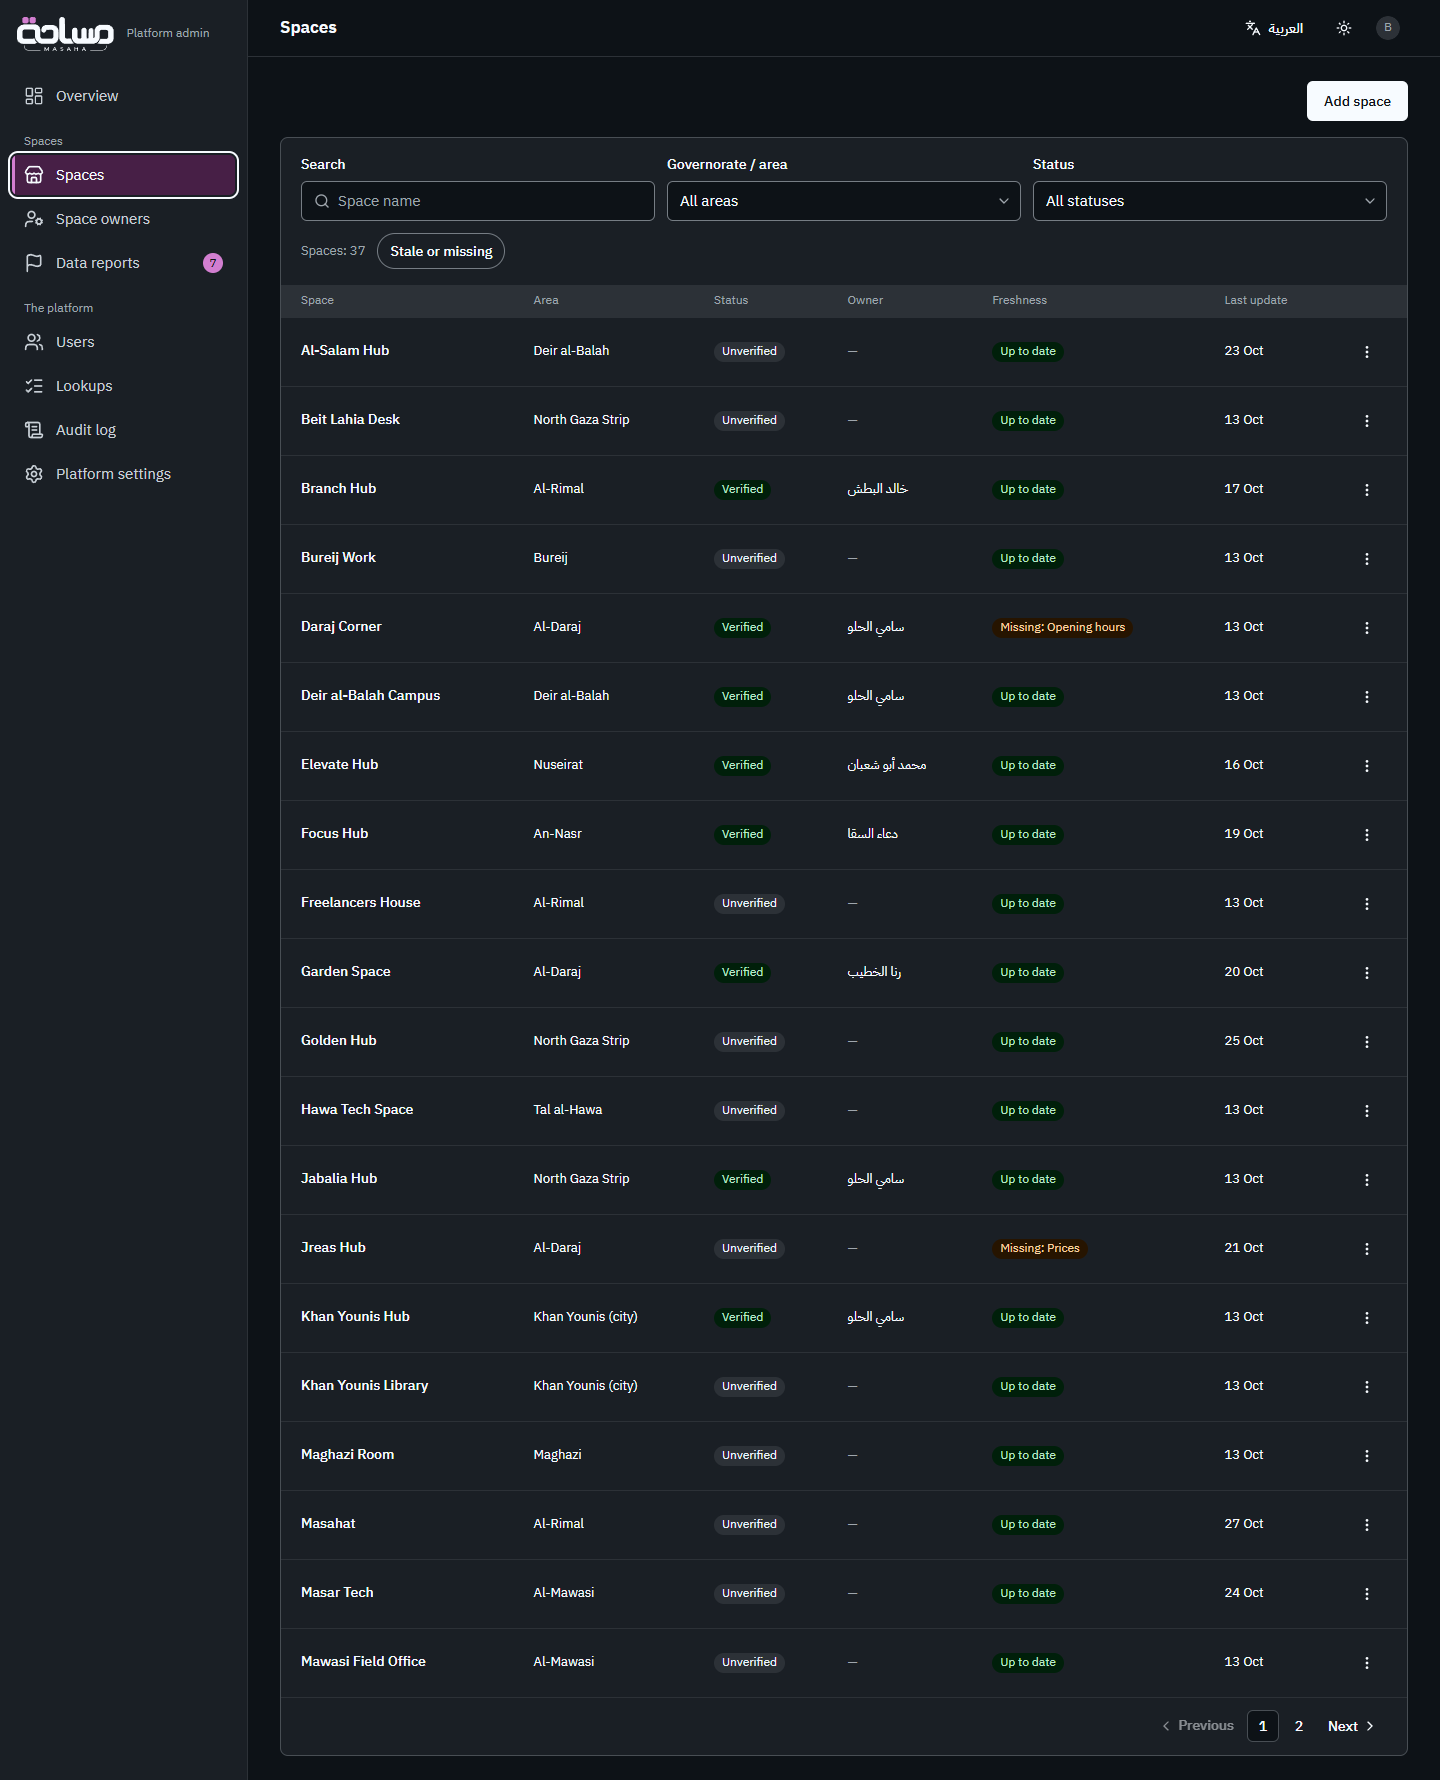 مساحة
MASAHA
Platform admin
Overview
Spaces
Spaces
Space owners
Data reports 7
The platform
Users
Lookups
Audit log
Platform settings
Spaces
العربية
B
Add space
Search Governorate / area Status
Space name All areas All statuses
Spaces: 37 Stale or missing
Space Area Status Owner Freshness Last update
Al-Salam Hub Deir al-Balah Unverified — Up to date 23 Oct
Beit Lahia Desk North Gaza Strip Unverified — Up to date 13 Oct
Branch Hub Al-Rimal Verified خالد البطش Up to date 17 Oct
Bureij Work Bureij Unverified — Up to date 13 Oct
Daraj Corner Al-Daraj Verified سامي الحلو Missing: Opening hours 13 Oct
Deir al-Balah Campus Deir al-Balah Verified سامي الحلو Up to date 13 Oct
Elevate Hub Nuseirat Verified محمد أبو شعبان Up to date 16 Oct
Focus Hub An-Nasr Verified دعاء السقا Up to date 19 Oct
Freelancers House Al-Rimal Unverified — Up to date 13 Oct
Garden Space Al-Daraj Verified رنا الخطيب Up to date 20 Oct
Golden Hub North Gaza Strip Unverified — Up to date 25 Oct
Hawa Tech Space Tal al-Hawa Unverified — Up to date 13 Oct
Jabalia Hub North Gaza Strip Verified سامي الحلو Up to date 13 Oct
Jreas Hub Al-Daraj Unverified — Missing: Prices 21 Oct
Khan Younis Hub Khan Younis (city) Verified سامي الحلو Up to date 13 Oct
Khan Younis Library Khan Younis (city) Unverified — Up to date 13 Oct
Maghazi Room Maghazi Unverified — Up to date 13 Oct
Masahat Al-Rimal Unverified — Up to date 27 Oct
Masar Tech Al-Mawasi Unverified — Up to date 24 Oct
Mawasi Field Office Al-Mawasi Unverified — Up to date 13 Oct
Previous 1 2 Next